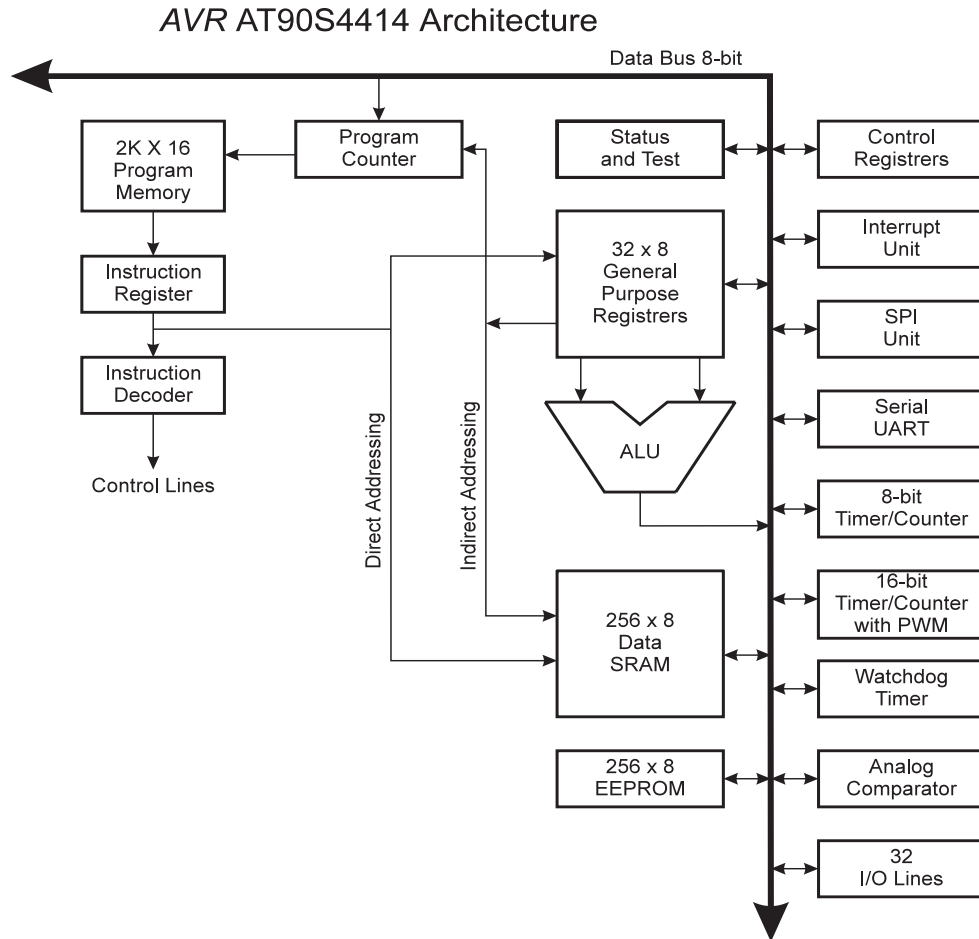 AVR AT90S4414 Architecture
Data Bus 8-bit
2K X 16
Program
Memory
Program
Counter
Status
and Test
Control
Registrers
Instruction
Register
32 x 8
General
Purpose
Registrers
Interrupt
Unit
SPI
Unit
Instruction
Decoder
Control Lines
Direct Addressing
Indirect Addressing
ALU
Serial
UART
8-bit
Timer/Counter
256 x 8
Data
SRAM
16-bit
Timer/Counter
with PWM
Watchdog
Timer
256 x 8
EEPROM
Analog
Comparator
32
I/O Lines